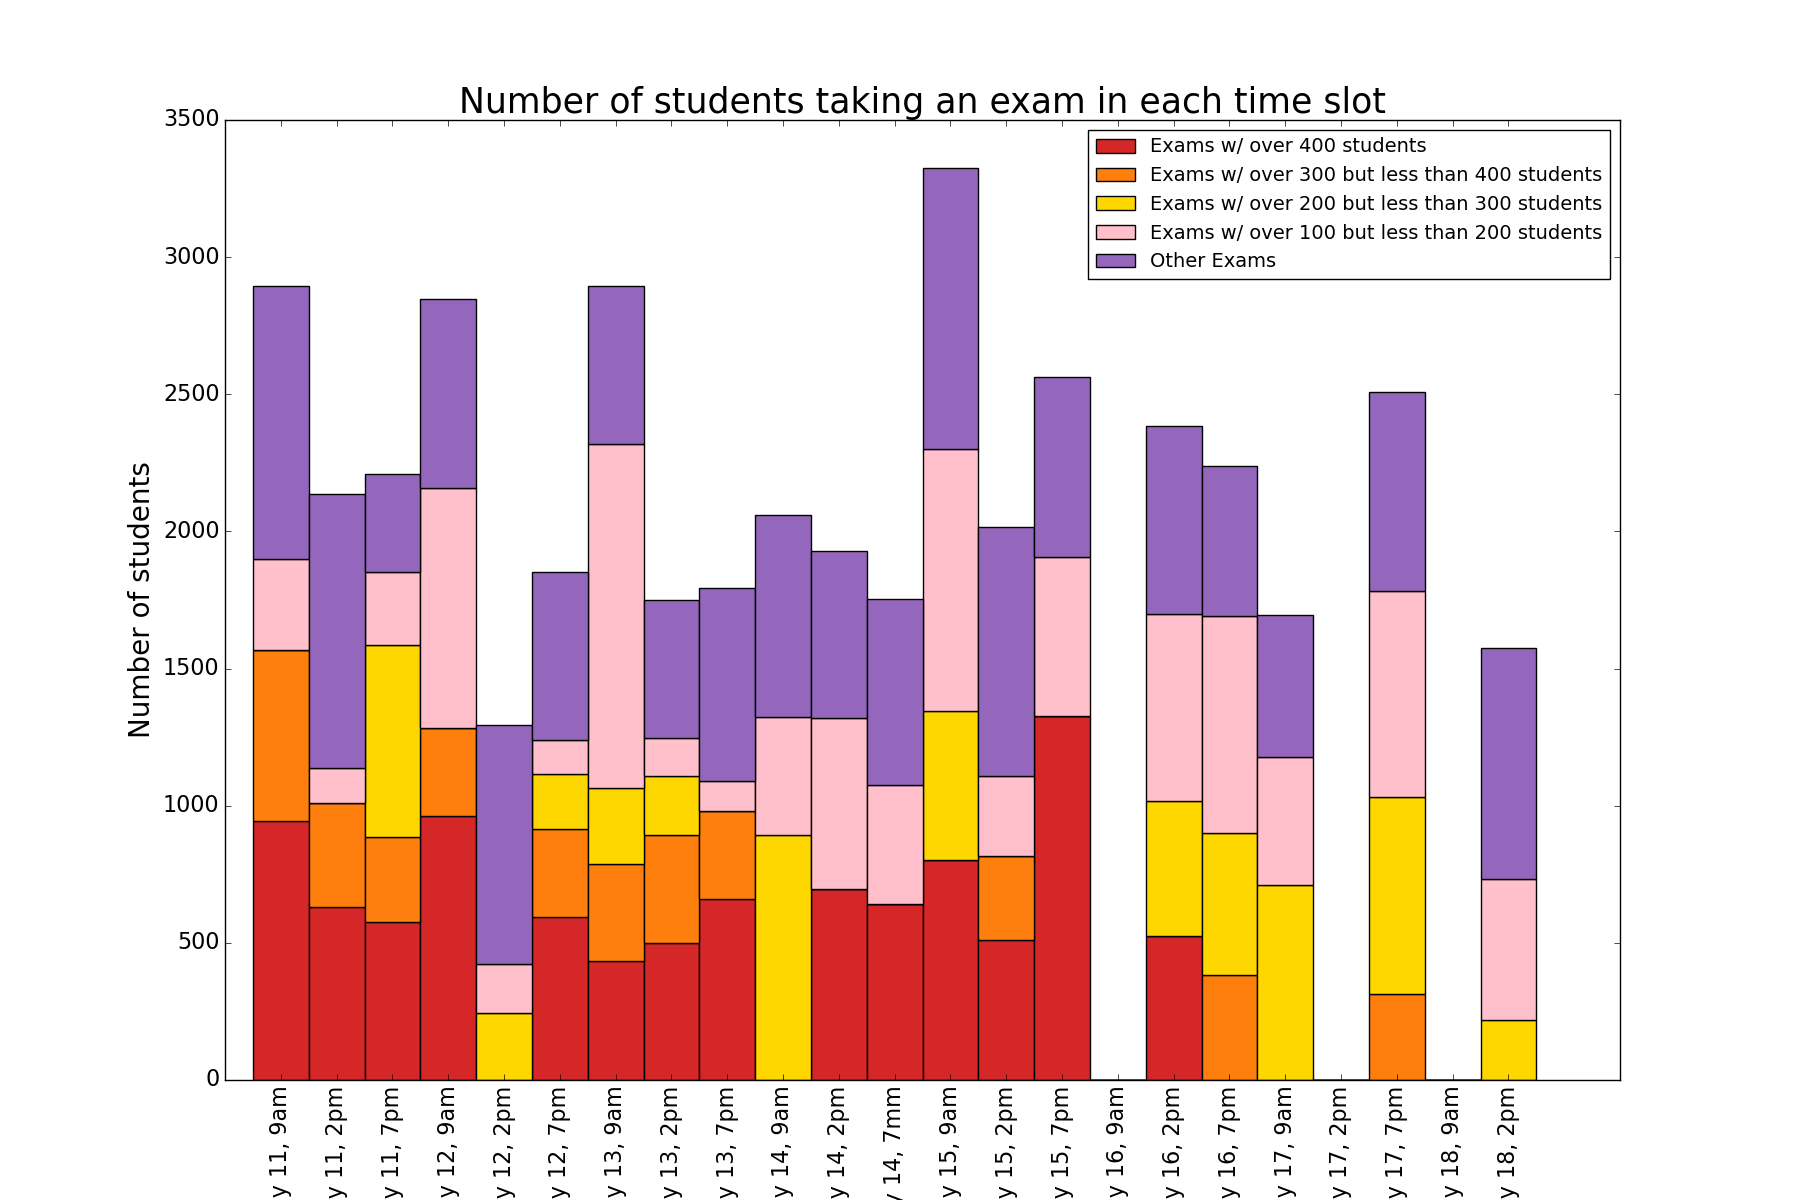 Number of students taking an exam in each time slot
Exams w/ over 400 students
Exams w/ over 300 but less than 400 students
Exams w/ over 200 but less than 300 students
Exams w/ over 100 but less than 200 students
Other Exams
Number of students
3500
3000
2500
2000
1500
1000
500
0
y 11, 9am
y 11, 2pm
y 11, 7pm
y 12, 9am
y 12, 2pm
y 12, 7pm
y 13, 9am
y 13, 2pm
y 13, 7pm
y 14, 9am
y 14, 2pm
y 14, 7mm
y 15, 9am
y 15, 2pm
y 15, 7pm
y 16, 9am
y 16, 2pm
y 16, 7pm
y 17, 9am
y 17, 2pm
y 17, 7pm
y 18, 9am
y 18, 2pm